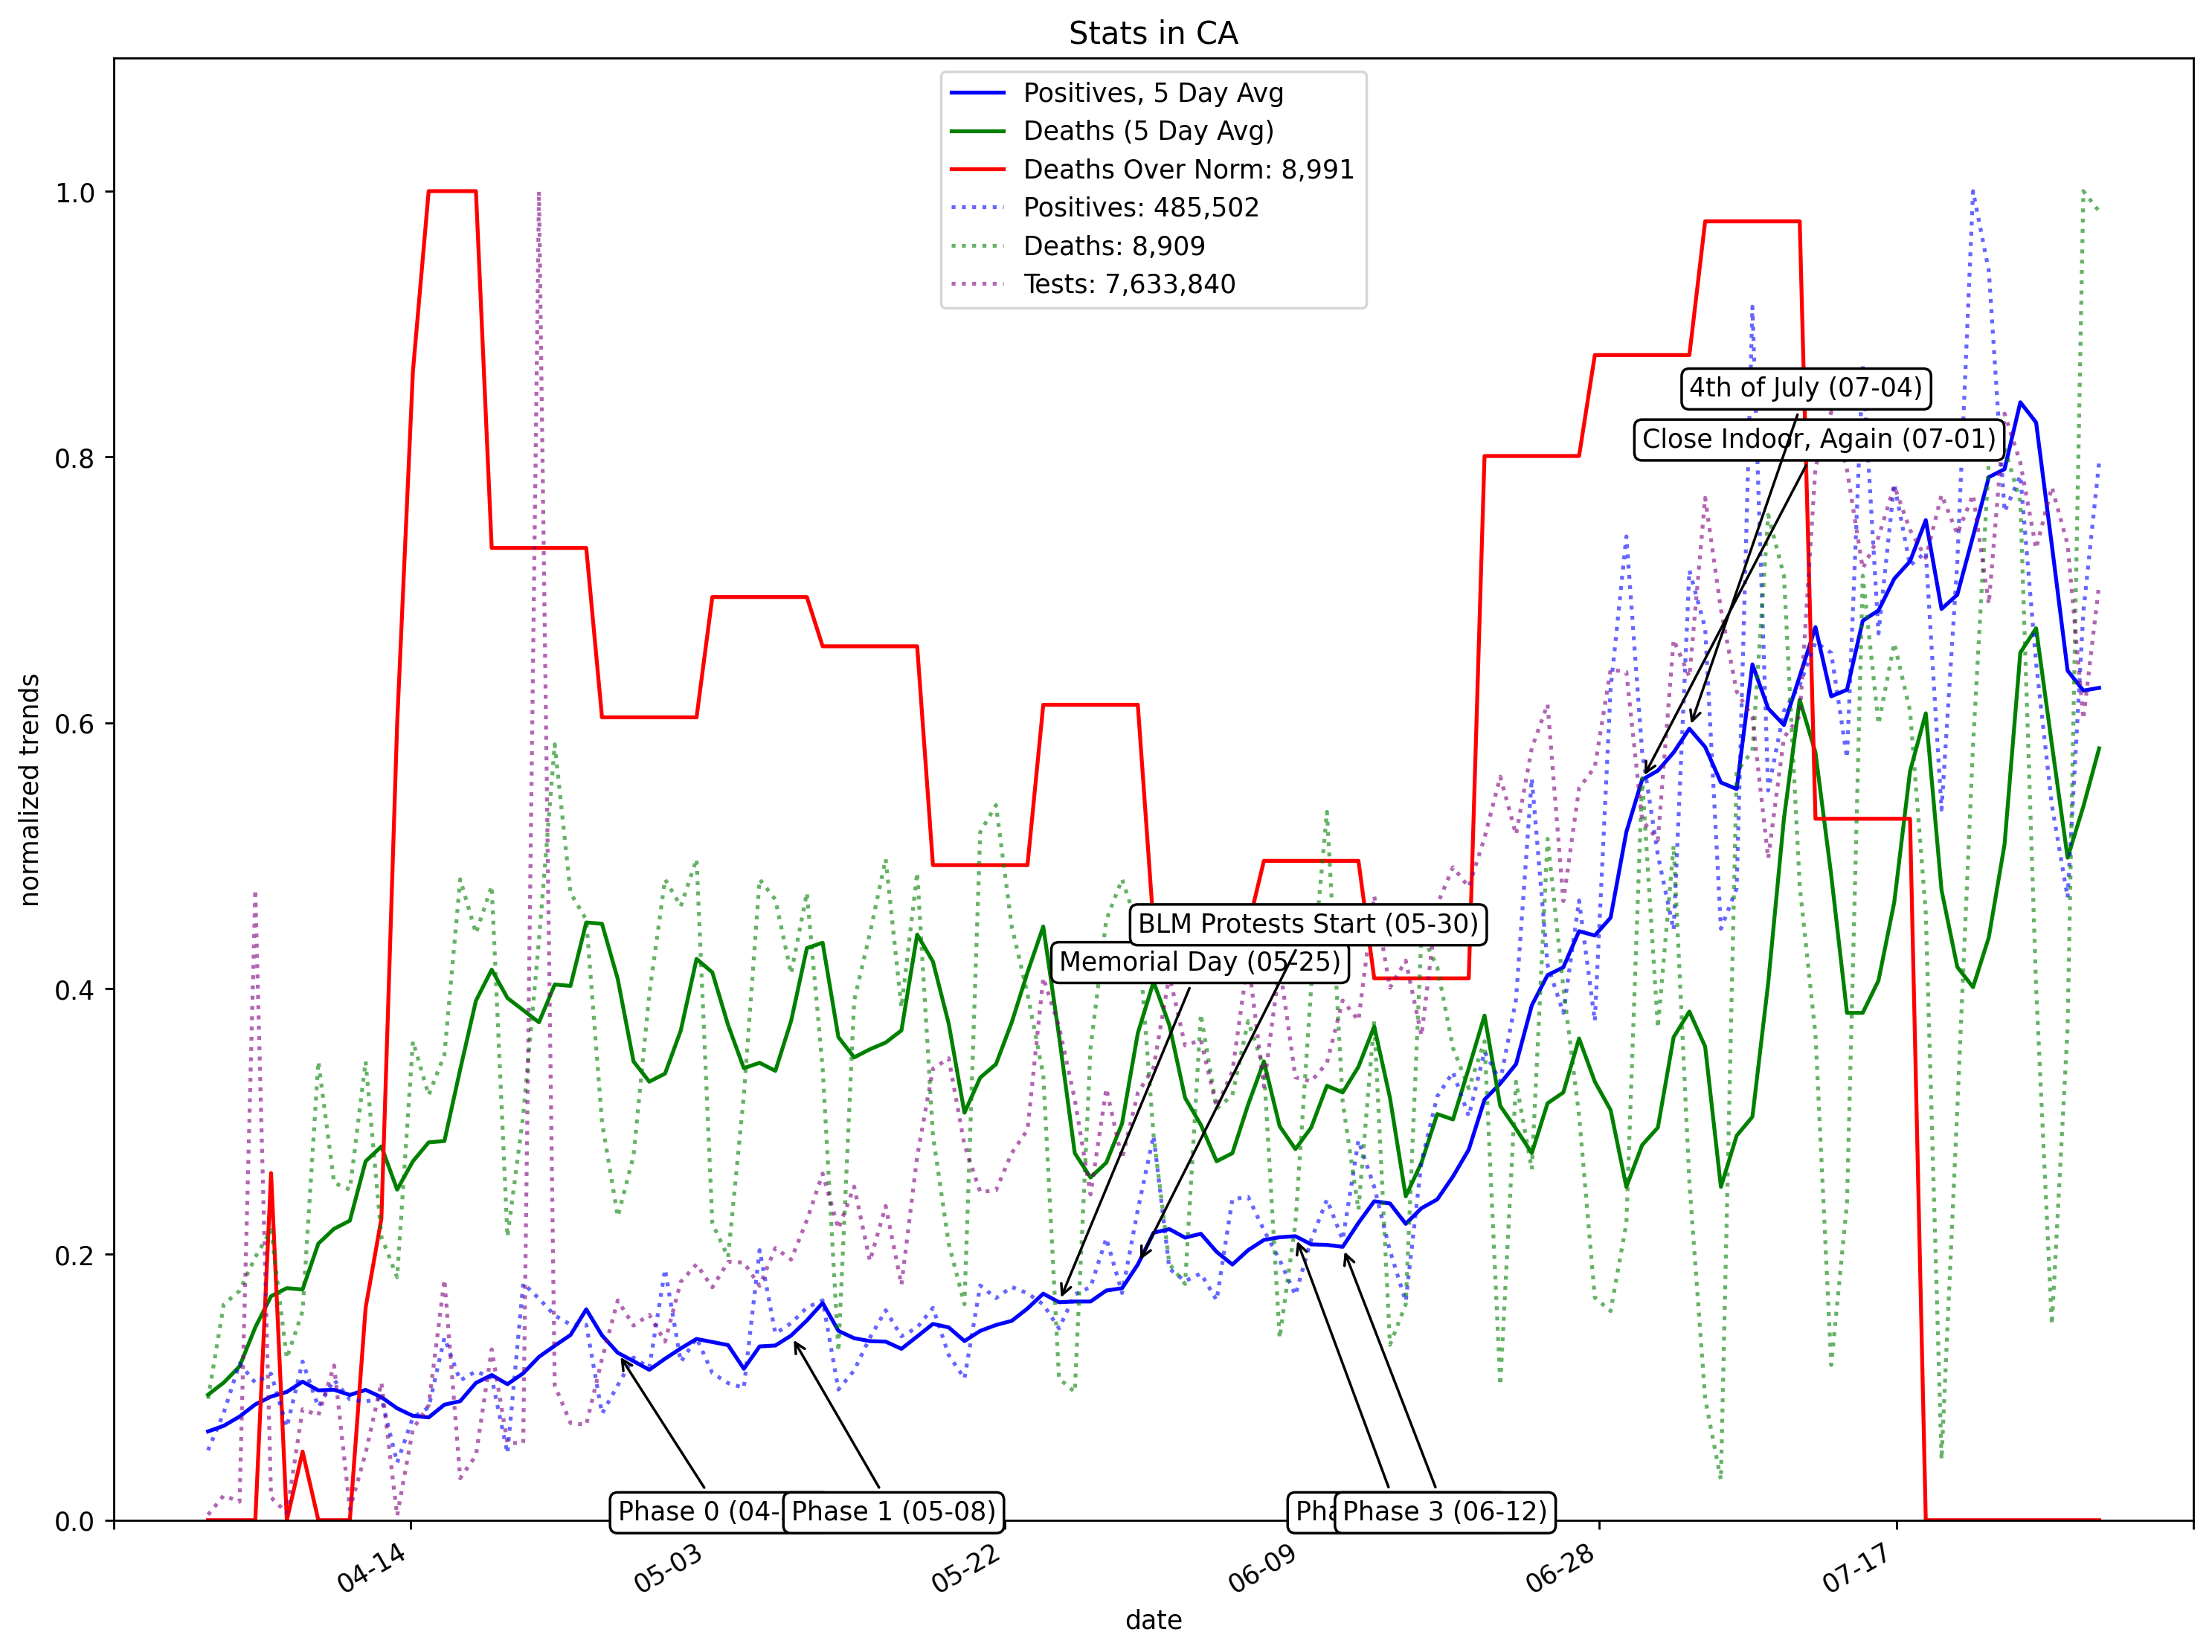 Stats in CA
Positives, 5 Day Avg
Deaths (5 Day Avg)
Deaths Over Norm: 8,991
Positives: 485,502
Deaths: 8,909
Tests: 7,633,840
1.0
0.8
0.6
0.4
0.2
0.0
normalized trends
4th of July (07-04)
Close Indoor, Again (07-01)
BLM Protests Start (05-30)
Memorial Day (05-25)
Phase 0 (04-
Phase 1 (05-08)
Pha
Phase 3 (06-12)
04-14
05-03
05-22
06-09
06-28
07-17
date